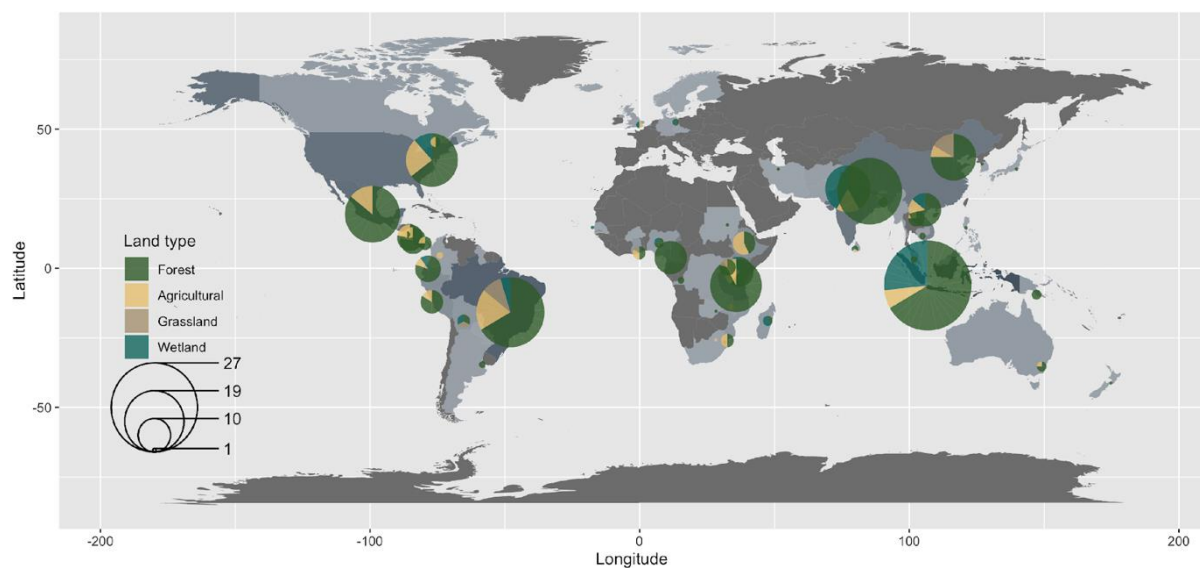 50
0
-50
Latitude
Land type
Forest
Agricultural
Grassland
Wetland
27
19
10
1
-200
-100
0
100
200
Longitude